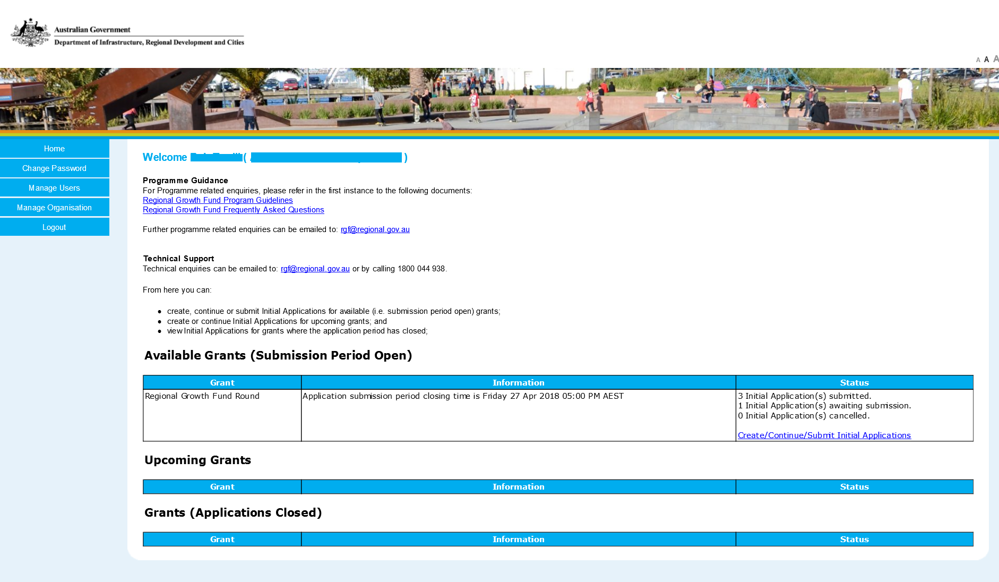 Australian Government
Department of Infrastructure, Regional Development and Cities
A A A
Home
Change Password
Manage Users
Manage Organisation
Logout
Welcome ( )
Programme Guidance
For Programme related enquiries, please refer in the first instance to the following documents:
Regional Growth Fund Program Guidelines
Regional Growth Fund Frequently Asked Questions
Further programme related enquiries can be emailed to: rgf@regional.gov.au
Technical Support
Technical enquiries can be emailed to: rgf@regional.gov.au or by calling 1800 044 938.
From here you can:
• create, continue or submit Initial Applications for available (i.e. submission period open) grants;
• create or continue Initial Applications for upcoming grants; and
• view Initial Applications for grants where the application period has closed;
Available Grants (Submission Period Open)
Grant Information Status
Regional Growth Fund Round Application submission period closing time is Friday 27 Apr 2018 05:00 PM AEST 3 Initial Application(s) submitted.
1 Initial Application(s) awaiting submission.
0 Initial Application(s) cancelled.
Create/Continue/Submit Initial Applications
Upcoming Grants
Grant Information Status
Grants (Applications Closed)
Grant Information Status